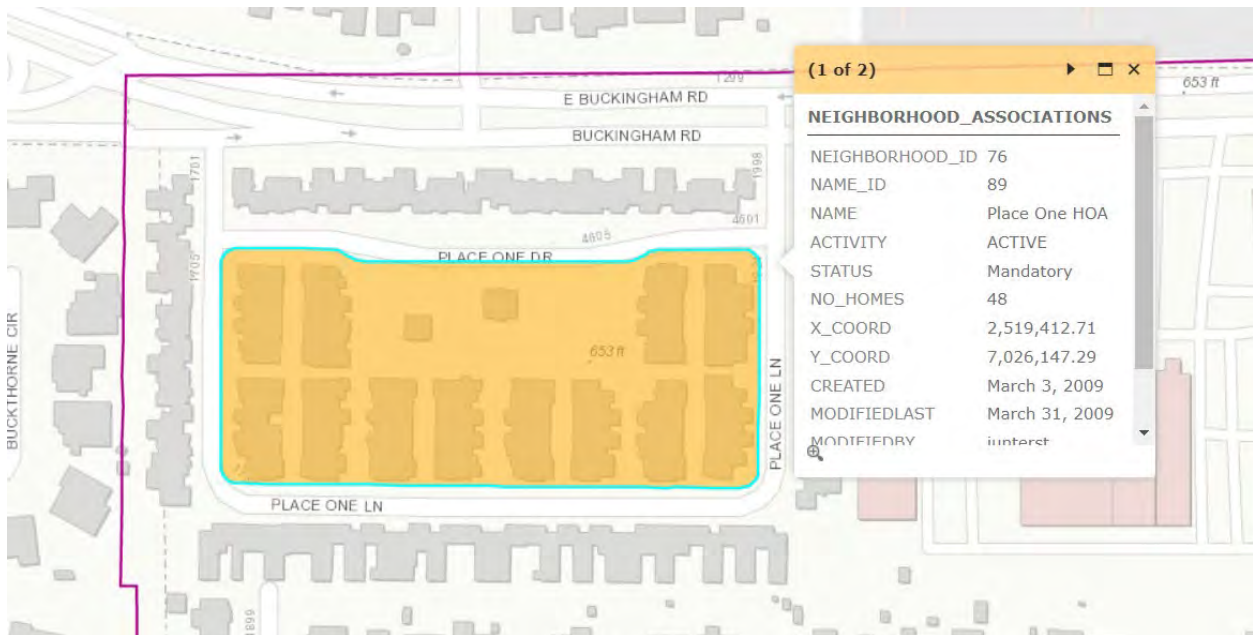 (1 of 2)
NEIGHBORHOOD_ASSOCIATIONS
NEIGHBORHOOD_ID 76
NAME_ID 89
NAME Place One HOA
ACTIVITY ACTIVE
STATUS Mandatory
NO_HOMES 48
X_COORD 2,519,412.71
Y_COORD 7,026,147.29
CREATED March 3, 2009
MODIFIEDLAST March 31, 2009
MODIFIEDBY
653 ft
E BUCKINGHAM RD
BUCKINGHAM RD
1701
1998
4601
4605
1705
PLACE ONE DR
653 ft
BUCKTHORNE CIR
PLACE ONE LN
PLACE ONE LN
1899